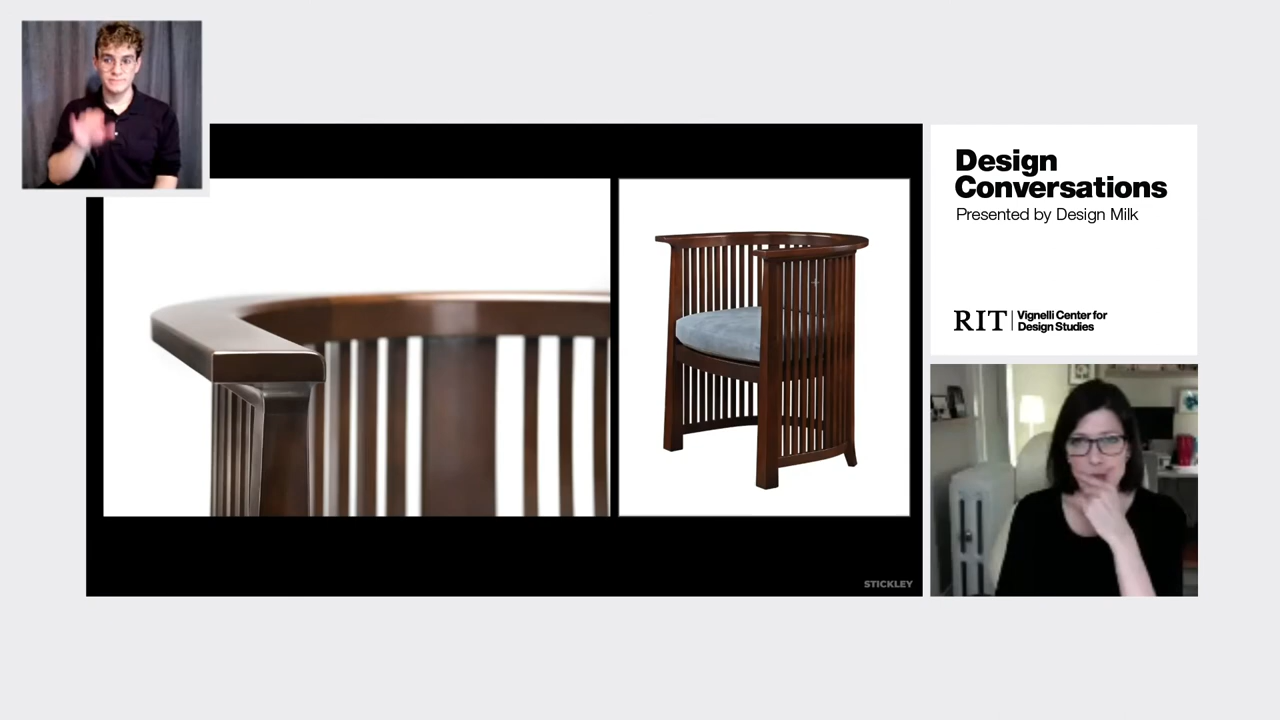 Design
Conversations
Presented by Design Milk
RIT
Vignelli Center for
Design Studies
STICKLEY